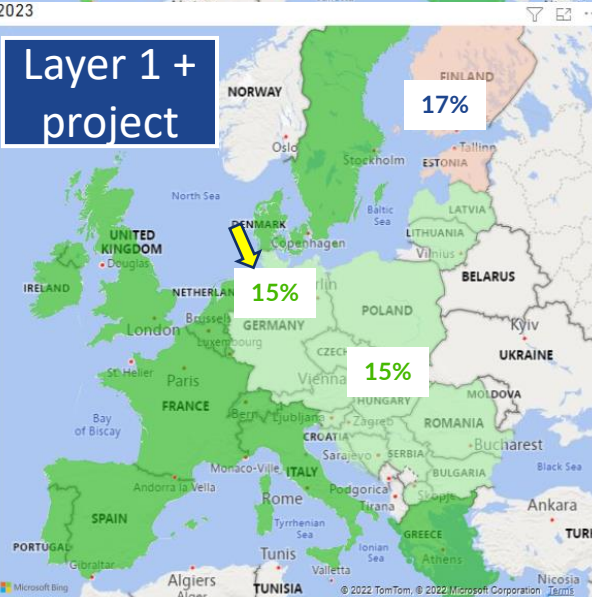 2023
Layer 1 +
project
NORWAY
FINLAND
17%
Oslo
Stockholm
Tallinn
ESTONIA
North Sea
Baltic
Sea
LATVIA
DENMARK
LITHUANIA
Copenhagen
Vilnius
UNITED
KINGDOM
Douglas
BELARUS
IRELAND
NETHERLAN
15%
rlin
POLAND
London
Brussels
GERMANY
Kyiv
Luxembourg
CZECH
UKRAINE
St. Helier
Paris
Vienna
15%
HUNGARY
MOLDOVA
FRANCE
Bern
Ljubljana
Zagreb
ROMANIA
Bay
of Biscay
CROATIA
Bucharest
Sarajevo
SERBIA
Monaco-Ville
ITALY
BULGARIA
Black Sea
Andorra la Vella
Podgorica
Skopje
Rome
Tirana
Ankara
SPAIN
Tyrrhenian
Sea
GREECE
TURI
PORTUGAL
Ionian
Sea
Athens
Gibraltar
Tunis
Valletta
Nicosia
Microsoft Bing
Algiers
Alger
TUNISIA
© 2022 TomTom, © 2022 Microsoft Corporation Terms